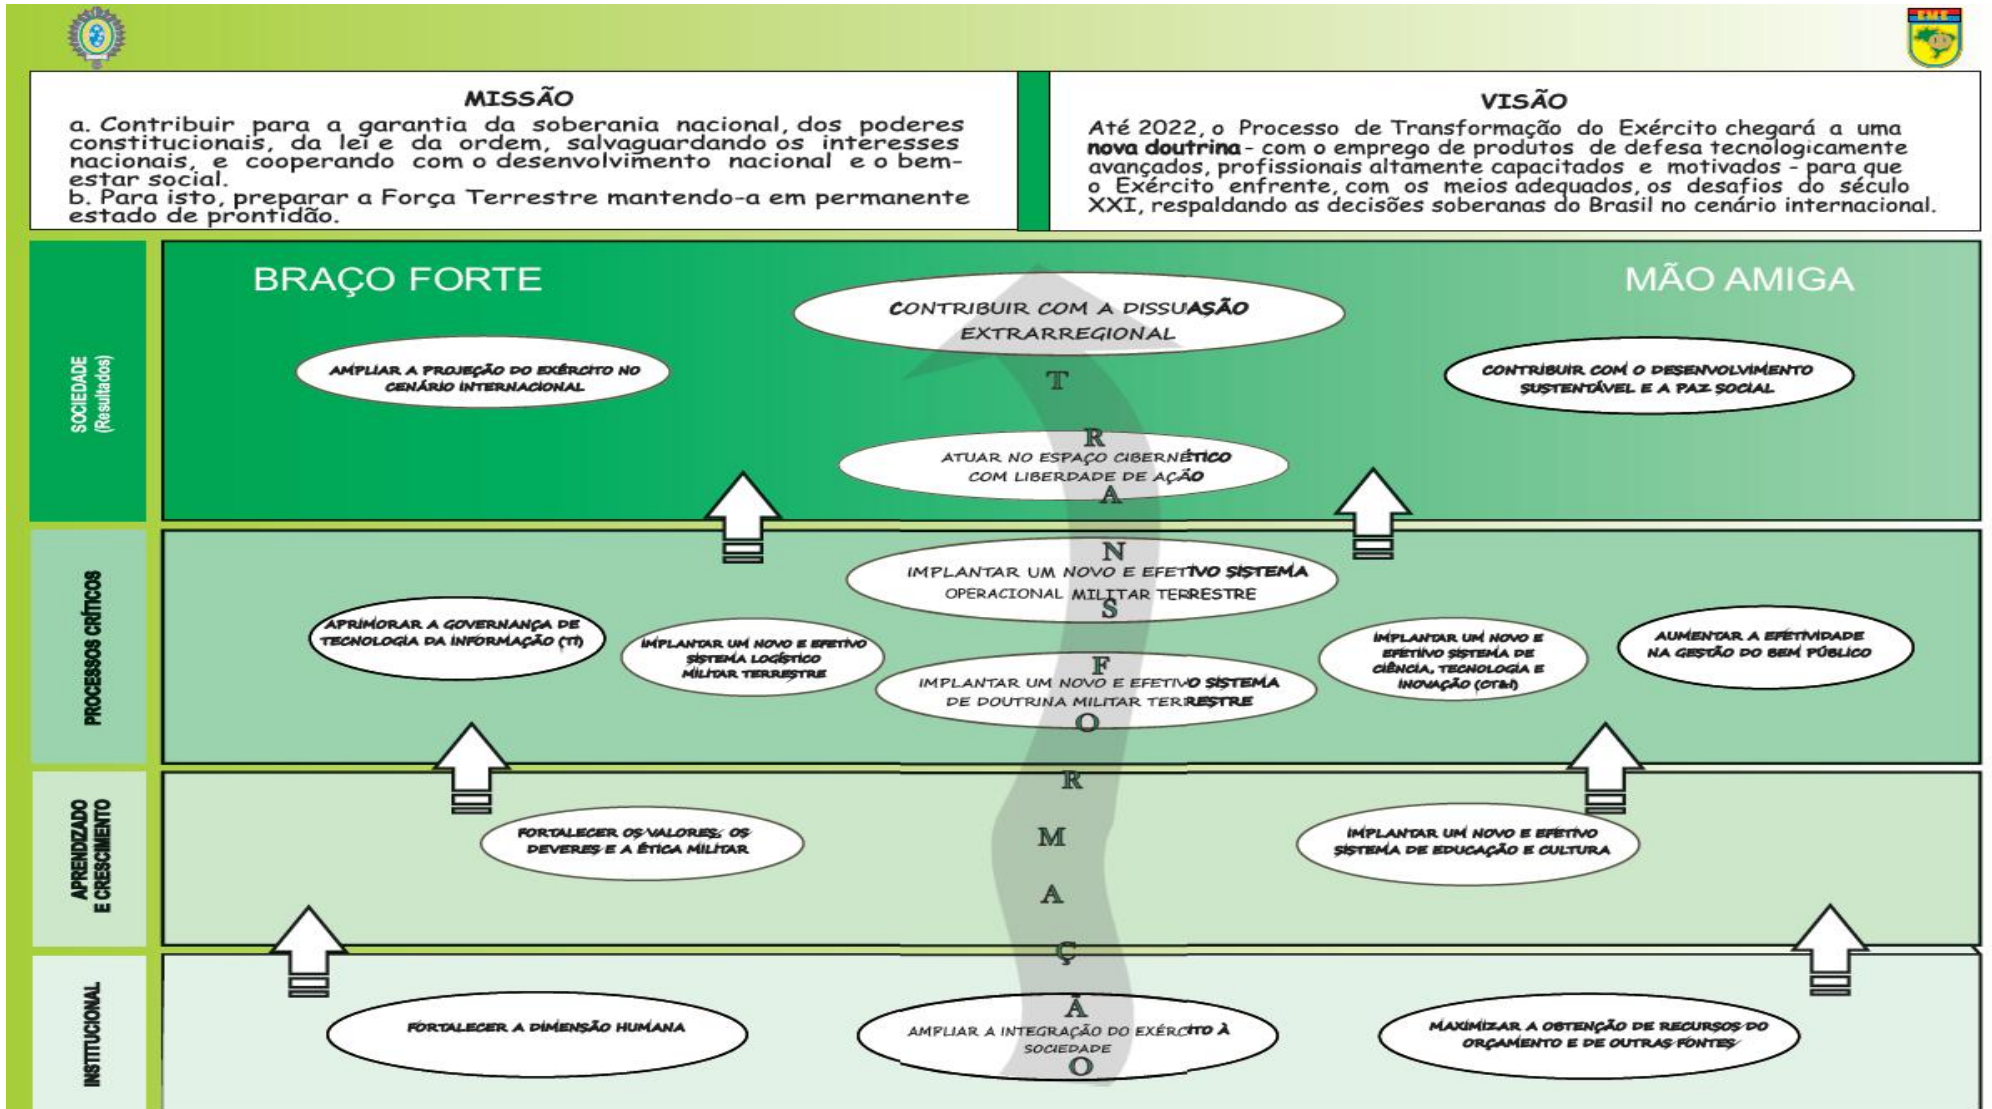 EME
MISSÃO
a. Contribuir para a garantia da soberania nacional, dos poderes
constitucionais, da lei e da ordem, salvaguardando os interesses
nacionais, e cooperando com o desenvolvimento nacional e o bem-
estar social.
b. Para isto, preparar a Força Terrestre mantendo-a em permanente
estado de prontidão.
VISÃO
Até 2022, o Processo de Transformação do Exército chegará a uma
nova doutrina - com o emprego de produtos de defesa tecnologicamente
avançados, profissionais altamente capacitados e motivados - para que
o Exército enfrente, com os meios adequados, os desafios do século
XXI, respaldando as decisões soberanas do Brasil no cenário internacional.
SOCIEDADE
(Resultados)
BRAÇO FORTE
MÃO AMIGA
CONTRIBUIR COM A DISSUASÃO
EXTRARREGIONAL
AMPLIAR A PROJEÇÃO DO EXÉRCITO NO
CENÁRIO INTERNACIONAL
CONTRIBUIR COM O DESENVOLVIMENTO
SUSTENTÁVEL E A PAZ SOCIAL
ATUAR NO ESPAÇO CIBERNÉTICO
COM LIBERDADE DE AÇÃO
TRANSFORMAÇÃO
PROCESSOS CRÍTICOS
IMPLANTAR UM NOVO E EFETIVO SISTEMA
OPERACIONAL MILITAR TERRESTRE
APRIMORAR A GOVERNANÇA DE
TECNOLOGIA DA INFORMAÇÃO (TI)
IMPLANTAR UM NOVO E EFETIVO
SISTEMA LOGÍSTICO
MILITAR TERRESTRE
IMPLANTAR UM NOVO E EFETIVO SISTEMA
DE DOUTRINA MILITAR TERRESTRE
IMPLANTAR UM NOVO E
EFETIVO SISTEMA DE
CIÊNCIA, TECNOLOGIA E
INOVAÇÃO (CT&I)
AUMENTAR A EFETIVIDADE
NA GESTÃO DO BEM PÚBLICO
APRENDIZADO
E CRESCIMENTO
FORTALECER OS VALORES, OS
DEVERES E A ÉTICA MILITAR
IMPLANTAR UM NOVO E EFETIVO
SISTEMA DE EDUCAÇÃO E CULTURA
INSTITUCIONAL
FORTALECER A DIMENSÃO HUMANA
AMPLIAR A INTEGRAÇÃO DO EXÉRCITO À
SOCIEDADE
MAXIMIZAR A OBTENÇÃO DE RECURSOS DO
ORÇAMENTO E DE OUTRAS FONTES